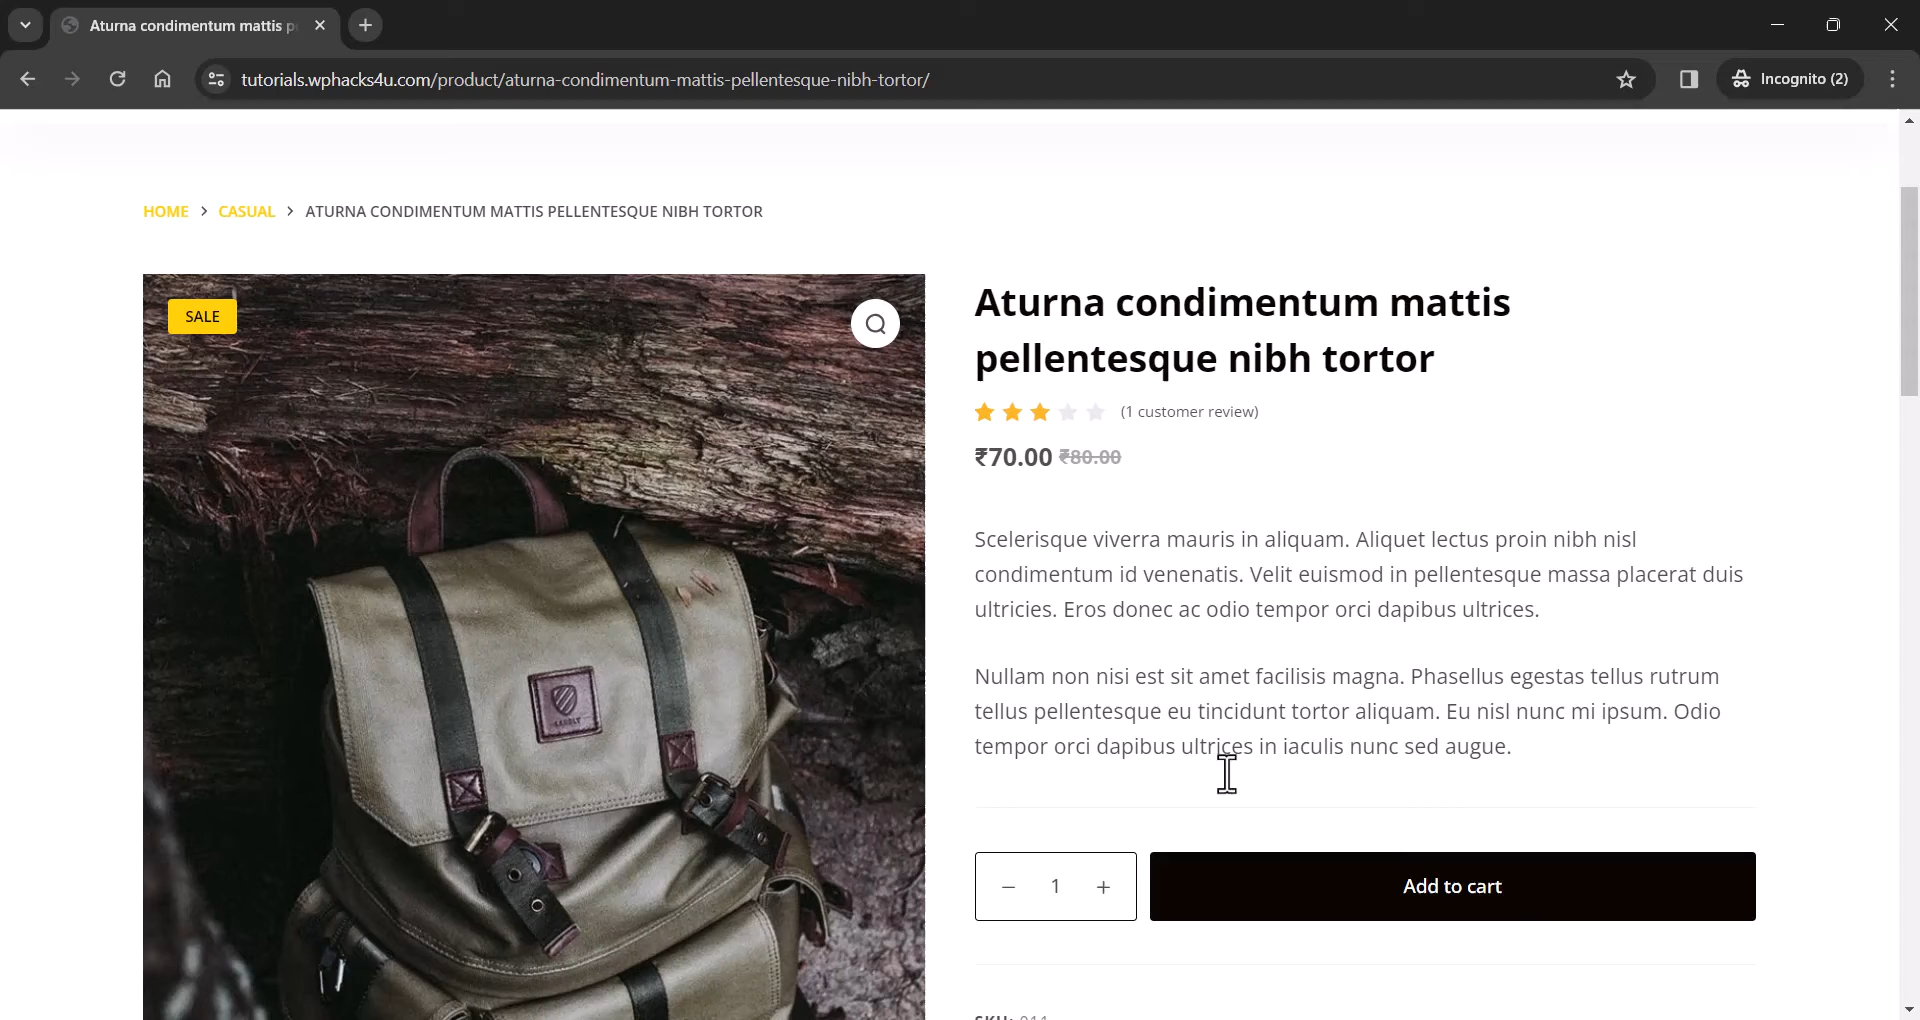 Aturna condimentum mattis p
tutorials.wphacks4u.com/product/aturna-condimentum-mattis-pellentesque-nibh-tortor/
Incognito (2)
HOME > CASUAL > ATURNA CONDIMENTUM MATTIS PELLENTESQUE NIBH TORTOR
SALE
Aturna condimentum mattis
pellentesque nibh tortor
(1 customer review)
₹70.00 ₹80.00
Scelerisque viverra mauris in aliquam. Aliquet lectus proin nibh nisl
condimentum id venenatis. Velit euismod in pellentesque massa placerat duis
ultricies. Eros donec ac odio tempor orci dapibus ultrices.
Nullam non nisi est sit amet facilisis magna. Phasellus egestas tellus rutrum
tellus pellentesque eu tincidunt tortor aliquam. Eu nisl nunc mi ipsum. Odio
tempor orci dapibus ultrices in iaculis nunc sed augue.
− 1 +
Add to cart